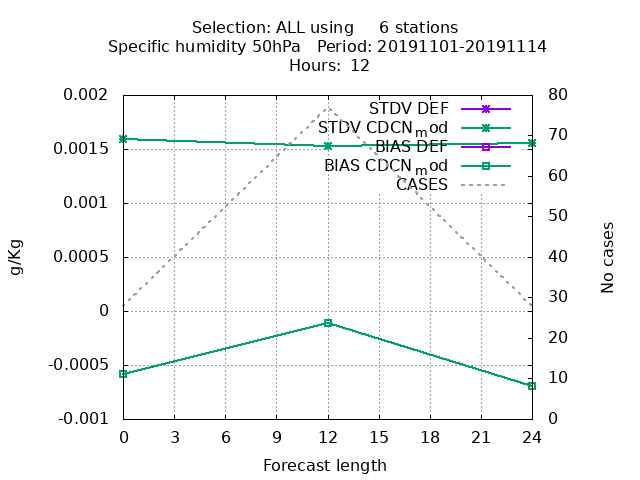 Selection: ALL using     6 stations
Specific humidity 50hPa   Period: 20191101-20191114
Hours: 12
0.002
0.0015
0.001
0.0005
0
-0.0005
-0.001
80
70
60
50
40
30
20
10
0
STDV DEF
STDV CDCN_mod
BIAS DEF
BIAS CDCN_mod
CASES
g/Kg
No cases
0 3 6 9 12 15 18 21 24
Forecast length